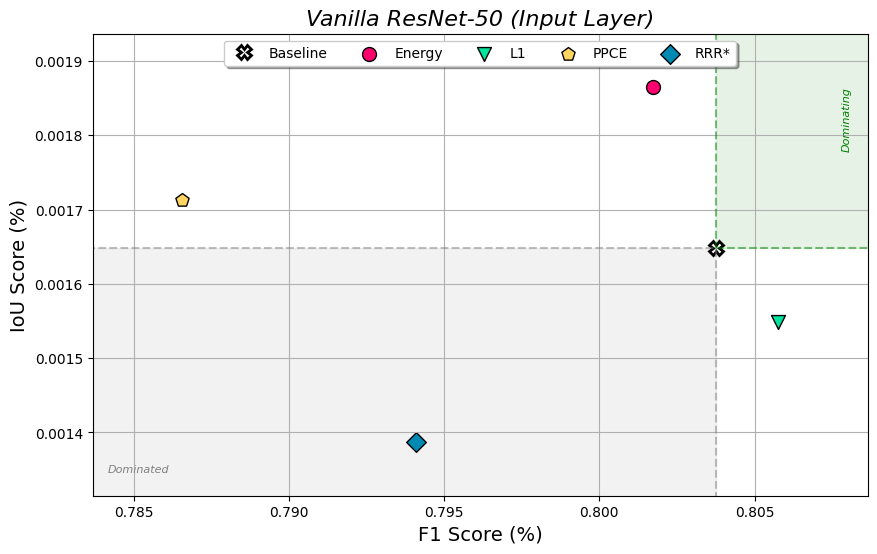 Vanilla ResNet-50 (Input Layer)
Baseline Energy L1 PPCE RRR*
Dominating
Dominated
IoU Score (%)
0.0019
0.0018
0.0017
0.0016
0.0015
0.0014
0.785 0.790 0.795 0.800 0.805
F1 Score (%)